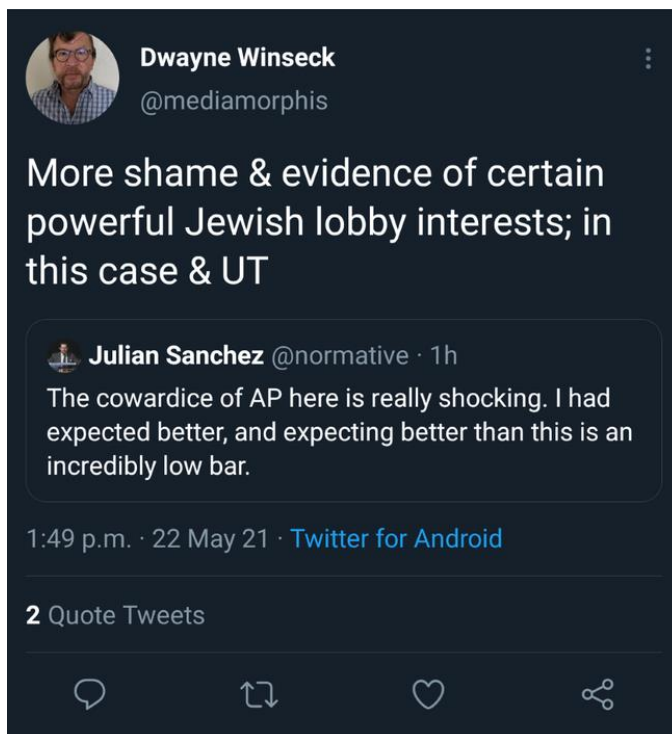 Dwayne Winseck
@mediamorphis
More shame & evidence of certain
powerful Jewish lobby interests; in
this case & UT
Julian Sanchez @normative · 1h
The cowardice of AP here is really shocking. I had
expected better, and expecting better than this is an
incredibly low bar.
1:49 p.m. · 22 May 21 · Twitter for Android
2 Quote Tweets